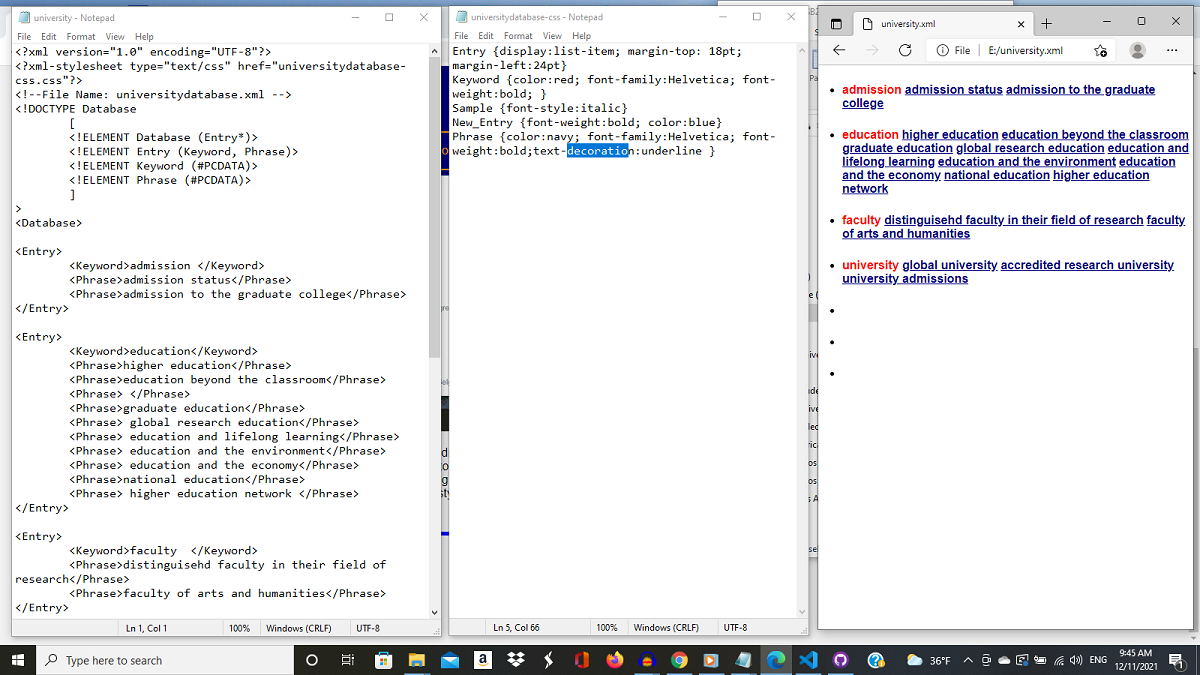 university - Notepad
File Edit Format View Help
<?xml version="1.0" encoding="UTF-8"?>
<?xml-stylesheet type="text/css" href="universitydatabase-
css.css"?>
<!--File Name: universitydatabase.xml -->
<!DOCTYPE Database
[
<!ELEMENT Database (Entry*)>
<!ELEMENT Entry (Keyword, Phrase)>
<!ELEMENT Keyword (#PCDATA)>
<!ELEMENT Phrase (#PCDATA)>
]
>
<Database>
<Entry>
<Keyword>admission </Keyword>
<Phrase>admission status</Phrase>
<Phrase>admission to the graduate college</Phrase>
</Entry>
<Entry>
<Keyword>education</Keyword>
<Phrase>higher education</Phrase>
<Phrase>education beyond the classroom</Phrase>
<Phrase> </Phrase>
<Phrase>graduate education</Phrase>
<Phrase> global research education</Phrase>
<Phrase> education and lifelong learning</Phrase>
<Phrase> education and the environment</Phrase>
<Phrase> education and the economy</Phrase>
<Phrase>national education</Phrase>
<Phrase> higher education network </Phrase>
</Entry>
<Entry>
<Keyword>faculty  </Keyword>
<Phrase>distinguisehd faculty in their field of
research</Phrase>
<Phrase>faculty of arts and humanities</Phrase>
</Entry>
Ln 1, Col 1 100% Windows (CRLF) UTF-8
universitydatabase-css - Notepad
File Edit Format View Help
Entry {display:list-item; margin-top: 18pt;
margin-left:24pt}
Keyword {color:red; font-family:Helvetica; font-
weight:bold; }
Sample {font-style:italic}
New_Entry {font-weight:bold; color:blue}
Phrase {color:navy; font-family:Helvetica; font-
weight:bold;text-decoration:underline }
Ln 5, Col 66 100% Windows (CRLF) UTF-8
university.xml
File E:/university.xml
admission admission status admission to the graduate
college
education higher education education beyond the classroom
graduate education global research education education and
lifelong learning education and the environment education
and the economy national education higher education
network
faculty distinguisehd faculty in their field of research faculty
of arts and humanities
university global university accredited research university
university admissions
Type here to search
36°F
ENG
9:45 AM
12/11/2021
1